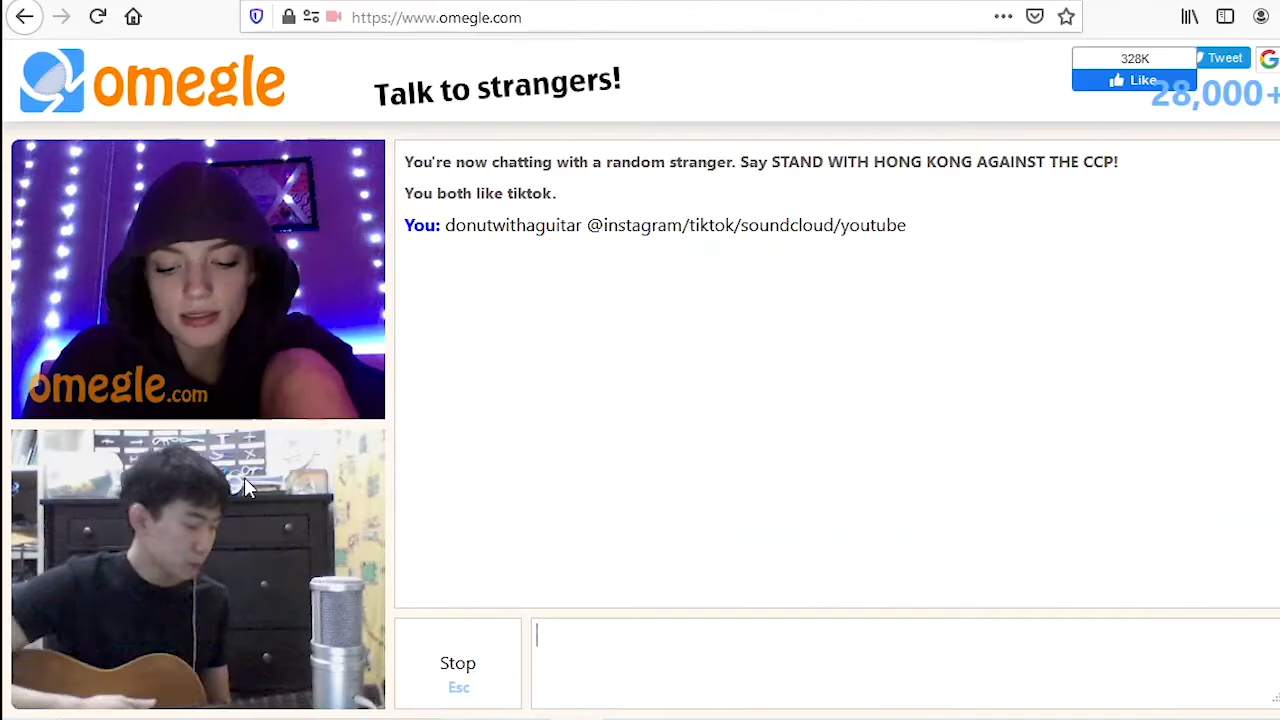 https://www.omegle.com
omegle
Talk to strangers!
328K
Like
Tweet
28,000+
You're now chatting with a random stranger. Say STAND WITH HONG KONG AGAINST THE CCP!
You both like tiktok.
You: donutwithaguitar @instagram/tiktok/soundcloud/youtube
omegle.com
Stop
Esc